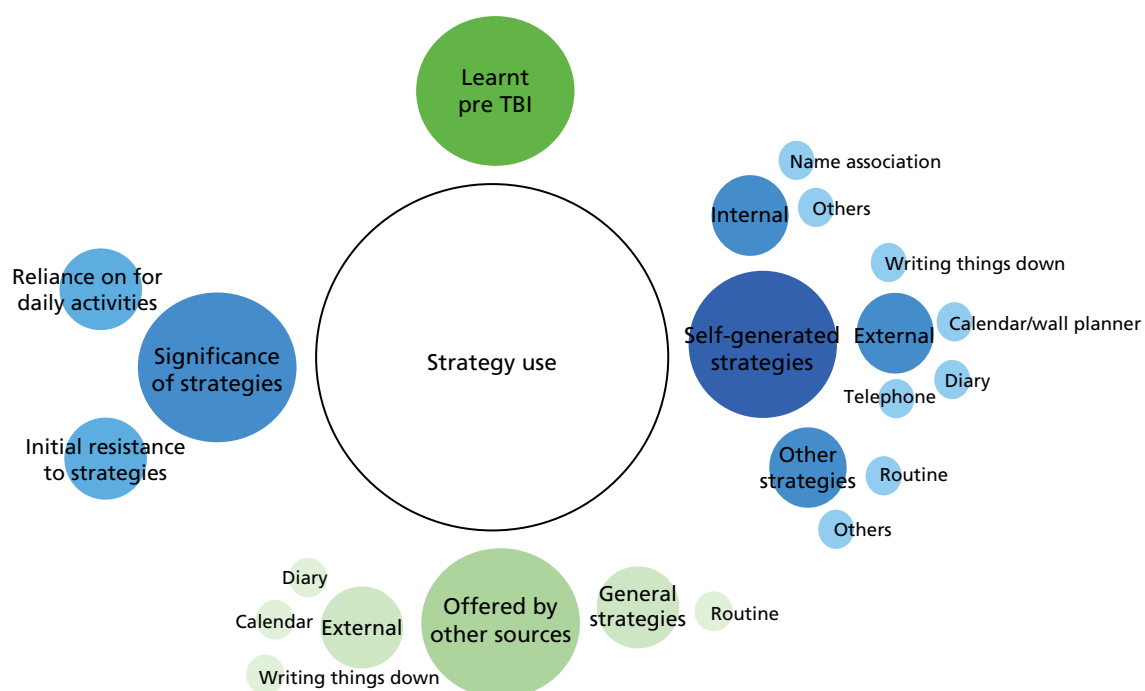 Learnt
pre TBI
Name association
Internal
Others
Writing things down
Reliance on for
daily activities
Calendar/wall planner
Self-generated
strategies
External
Significance
of strategies
Strategy use
Diary
Telephone
Initial resistance
to strategies
Other
strategies
Routine
Others
Diary
General
strategies
Offered by
other sources
Routine
Calendar
External
Writing things down